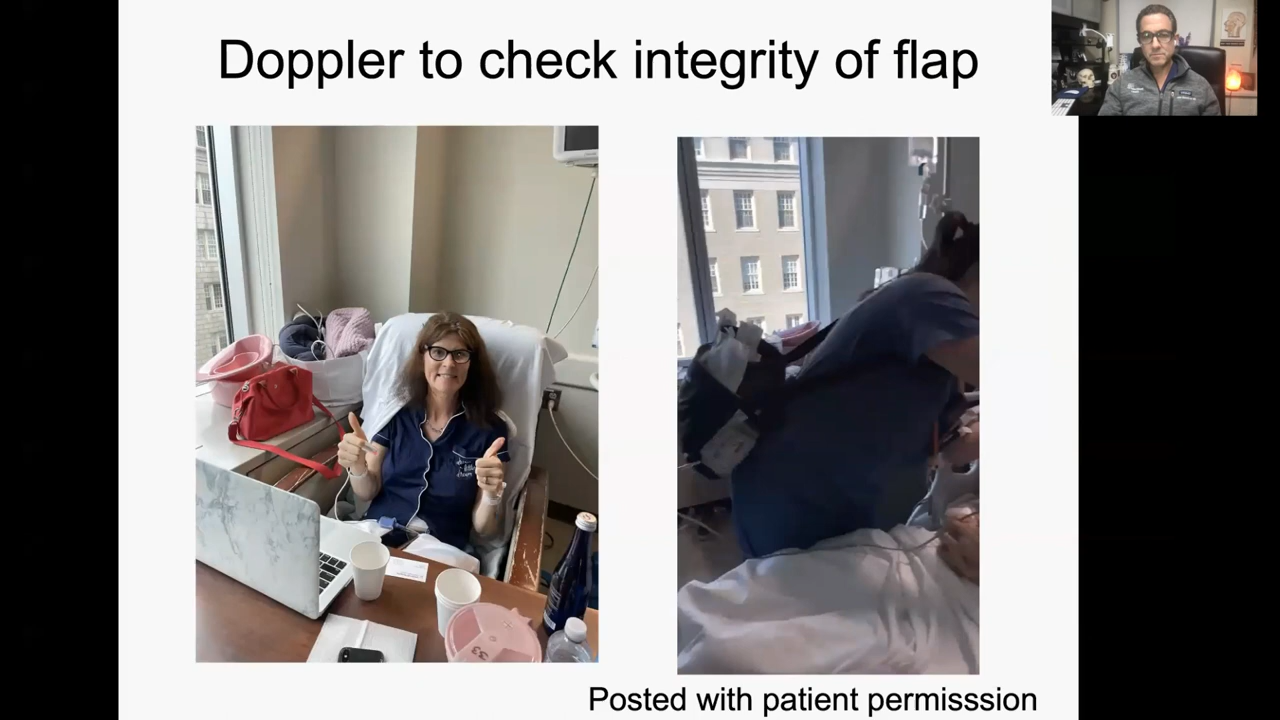 Doppler to check integrity of flap
Posted with patient permisssion